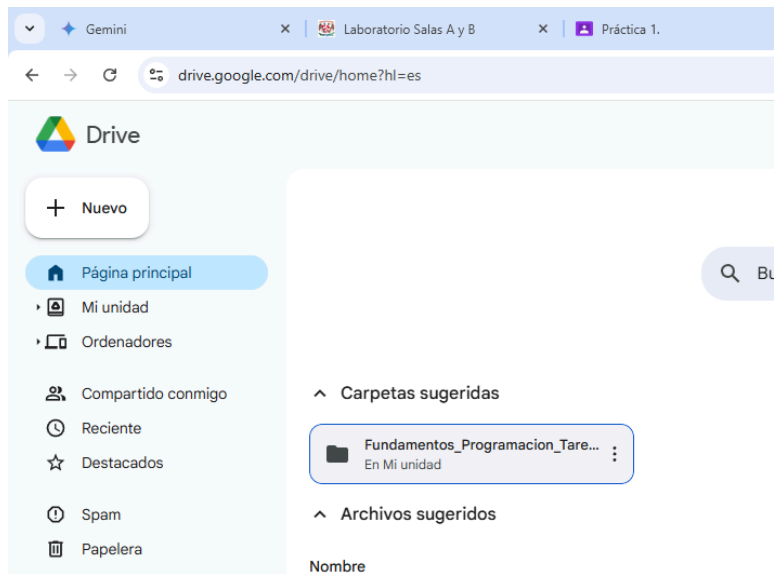 Gemini
Laboratorio Salas A y B
Práctica 1.
drive.google.com/drive/home?hl=es
Drive
Nuevo
Página principal
Mi unidad
Ordenadores
Compartido conmigo
Reciente
Destacados
Spam
Papelera
Bu
Carpetas sugeridas
Fundamentos_Programacion_Tare...
En Mi unidad
Archivos sugeridos
Nombre